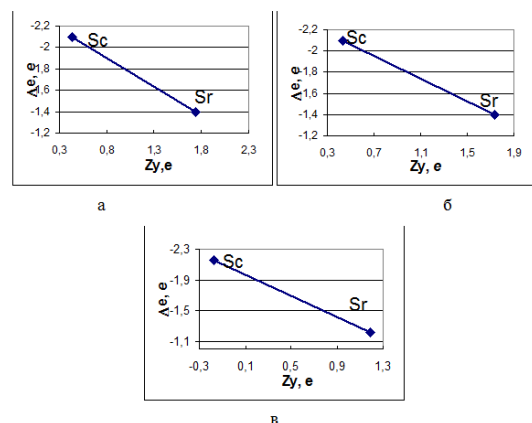 -2,2
-2
-1,8
-1,6
-1,4
-1,2
Δe, e
Sc
Sr
0,3 0,8 1,3 1,8 2,3
Zy,e
а
-2,2
-2
-1,8
-1,6
-1,4
-1,2
Δe, e
Sc
Sr
0,3 0,7 1,1 1,5 1,9
Zy, e
б
-2,3
-1,9
-1,5
-1,1
Δe, e
Sc
Sr
-0,3 0,1 0,5 0,9 1,3
Zy, e
в